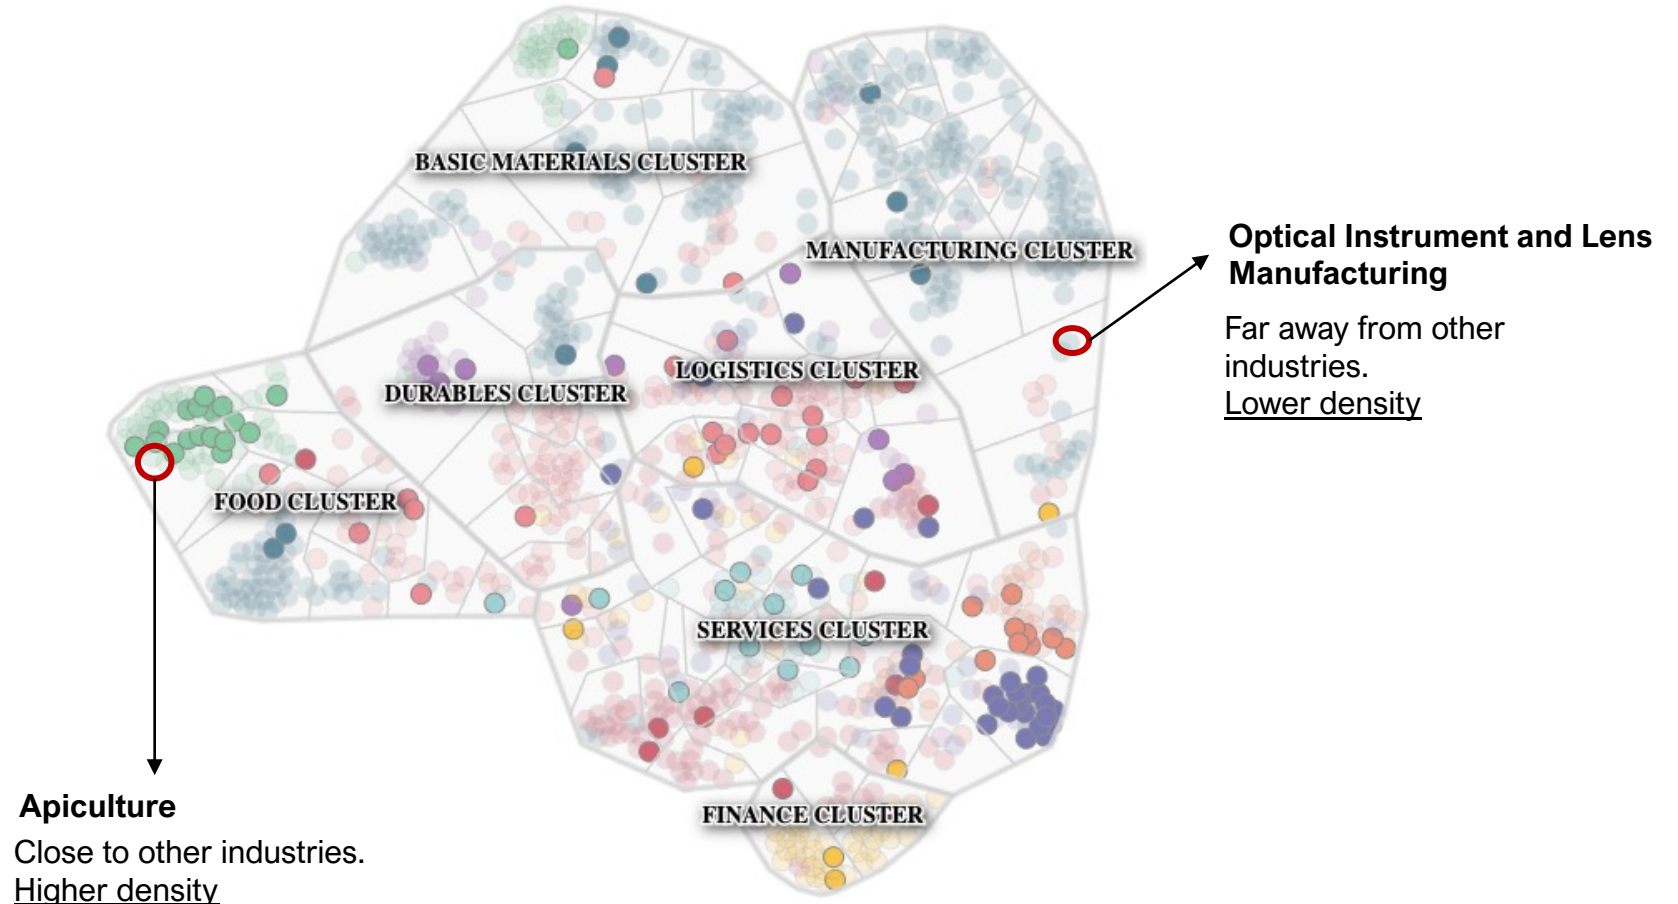 BASIC MATERIALS CLUSTER
MANUFACTURING CLUSTER
Optical Instrument and Lens
Manufacturing
Far away from other
industries.
Lower density
LOGISTICS CLUSTER
DURABLES CLUSTER
FOOD CLUSTER
SERVICES CLUSTER
FINANCE CLUSTER
Apiculture
Close to other industries.
Higher density